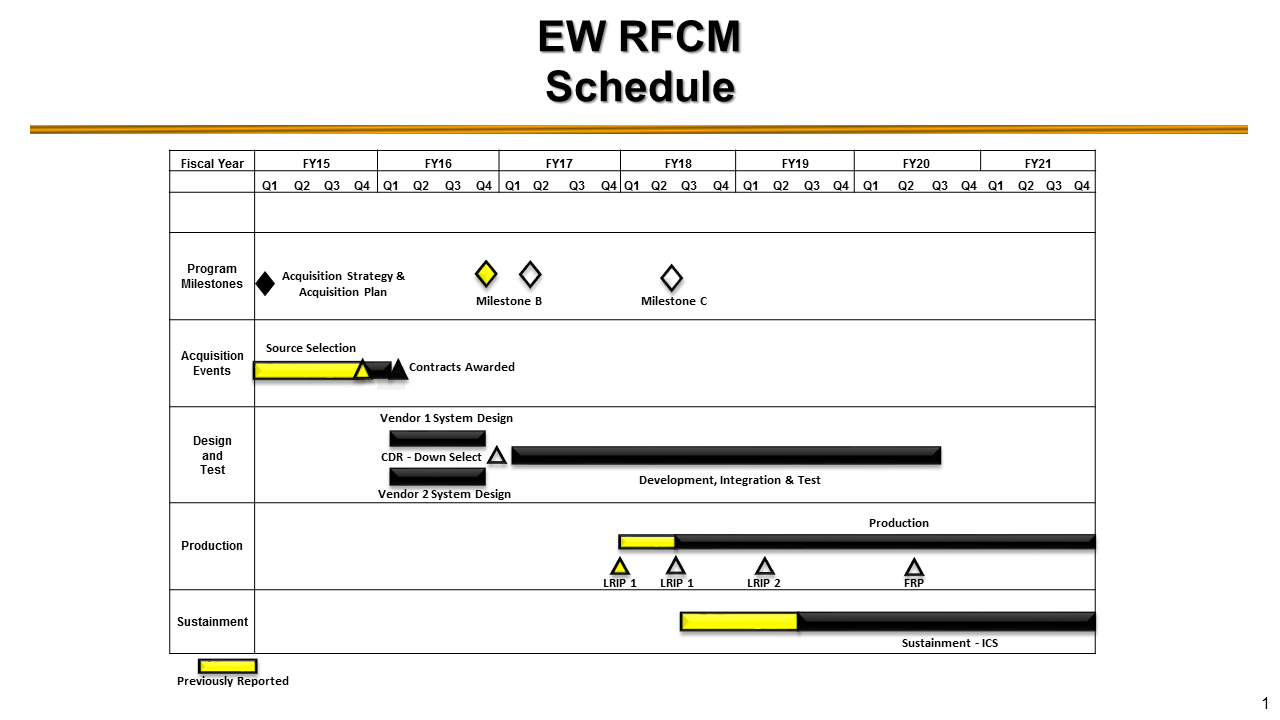 EW RFCM
Schedule
Fiscal Year FY15 FY16 FY17 FY18 FY19 FY20 FY21
Q1 Q2 Q3 Q4 Q1 Q2 Q3 Q4 Q1 Q2 Q3 Q4 Q1 Q2 Q3 Q4 Q1 Q2 Q3 Q4 Q1 Q2 Q3 Q4 Q1 Q2 Q3 Q4
Program
Milestones
Acquisition Strategy &
Acquisition Plan
Milestone B
Milestone C
Acquisition
Events
Source Selection
Contracts Awarded
Design
and
Test
Vendor 1 System Design
CDR - Down Select
Vendor 2 System Design
Development, Integration & Test
Production
Production
LRIP 1
LRIP 1
LRIP 2
FRP
Sustainment
Sustainment - ICS
Previously Reported
1